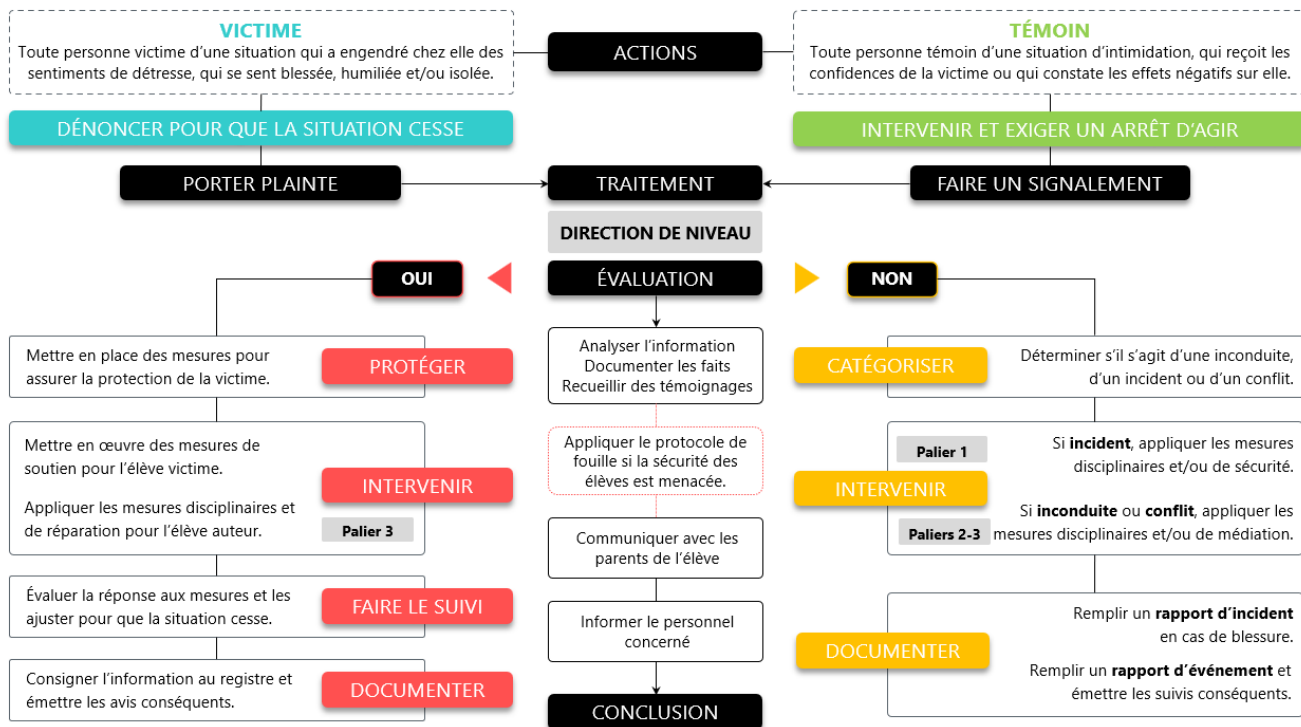 VICTIME
Toute personne victime d'une situation qui a engendré chez elle des
sentiments de détresse, qui se sent blessée, humiliée et/ou isolée.
ACTIONS
TÉMOIN
Toute personne témoin d'une situation d'intimidation, qui reçoit les
confidences de la victime ou qui constate les effets négatifs sur elle.
DÉNONCER POUR QUE LA SITUATION CESSE
INTERVENIR ET EXIGER UN ARRÊT D'AGIR
PORTER PLAINTE
TRAITEMENT
FAIRE UN SIGNALEMENT
DIRECTION DE NIVEAU
OUI
ÉVALUATION
NON
Mettre en place des mesures pour
assurer la protection de la victime.
PROTÉGER
Mettre en œuvre des mesures de
soutien pour l'élève victime.
Appliquer les mesures disciplinaires et
de réparation pour l'élève auteur.
INTERVENIR
Palier 3
Évaluer la réponse aux mesures et les
ajuster pour que la situation cesse.
FAIRE LE SUIVI
Consigner l'information au registre et
émettre les avis conséquents.
DOCUMENTER
Analyser l'information
Documenter les faits
Recueillir des témoignages
Appliquer le protocole de
fouille si la sécurité des
élèves est menacée.
Communiquer avec les
parents de l'élève
Informer le personnel
concerné
CONCLUSION
CATÉGORISER
Déterminer s'il s'agit d'une inconduite,
d'un incident ou d'un conflit.
Palier 1
Si incident, appliquer les mesures
disciplinaires et/ou de sécurité.
INTERVENIR
Si inconduite ou conflit, appliquer les
Paliers 2-3
mesures disciplinaires et/ou de médiation.
Remplir un rapport d'incident
en cas de blessure.
DOCUMENTER
Remplir un rapport d'événement et
émettre les suivis conséquents.